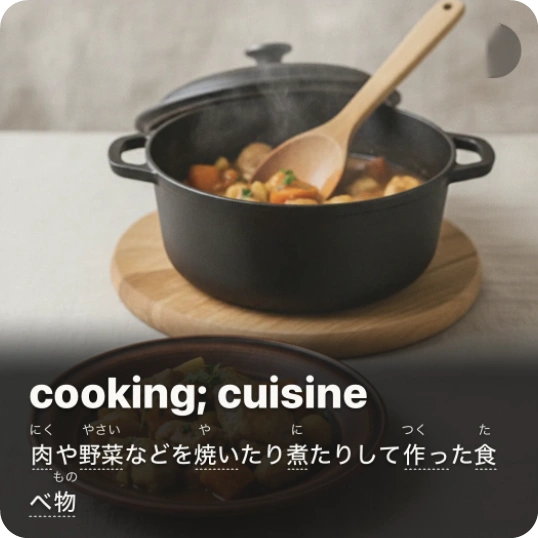 cooking; cuisine
にく やさい や に つく た
肉や野菜などを焼いたり煮たりして作った食
もの
べ物